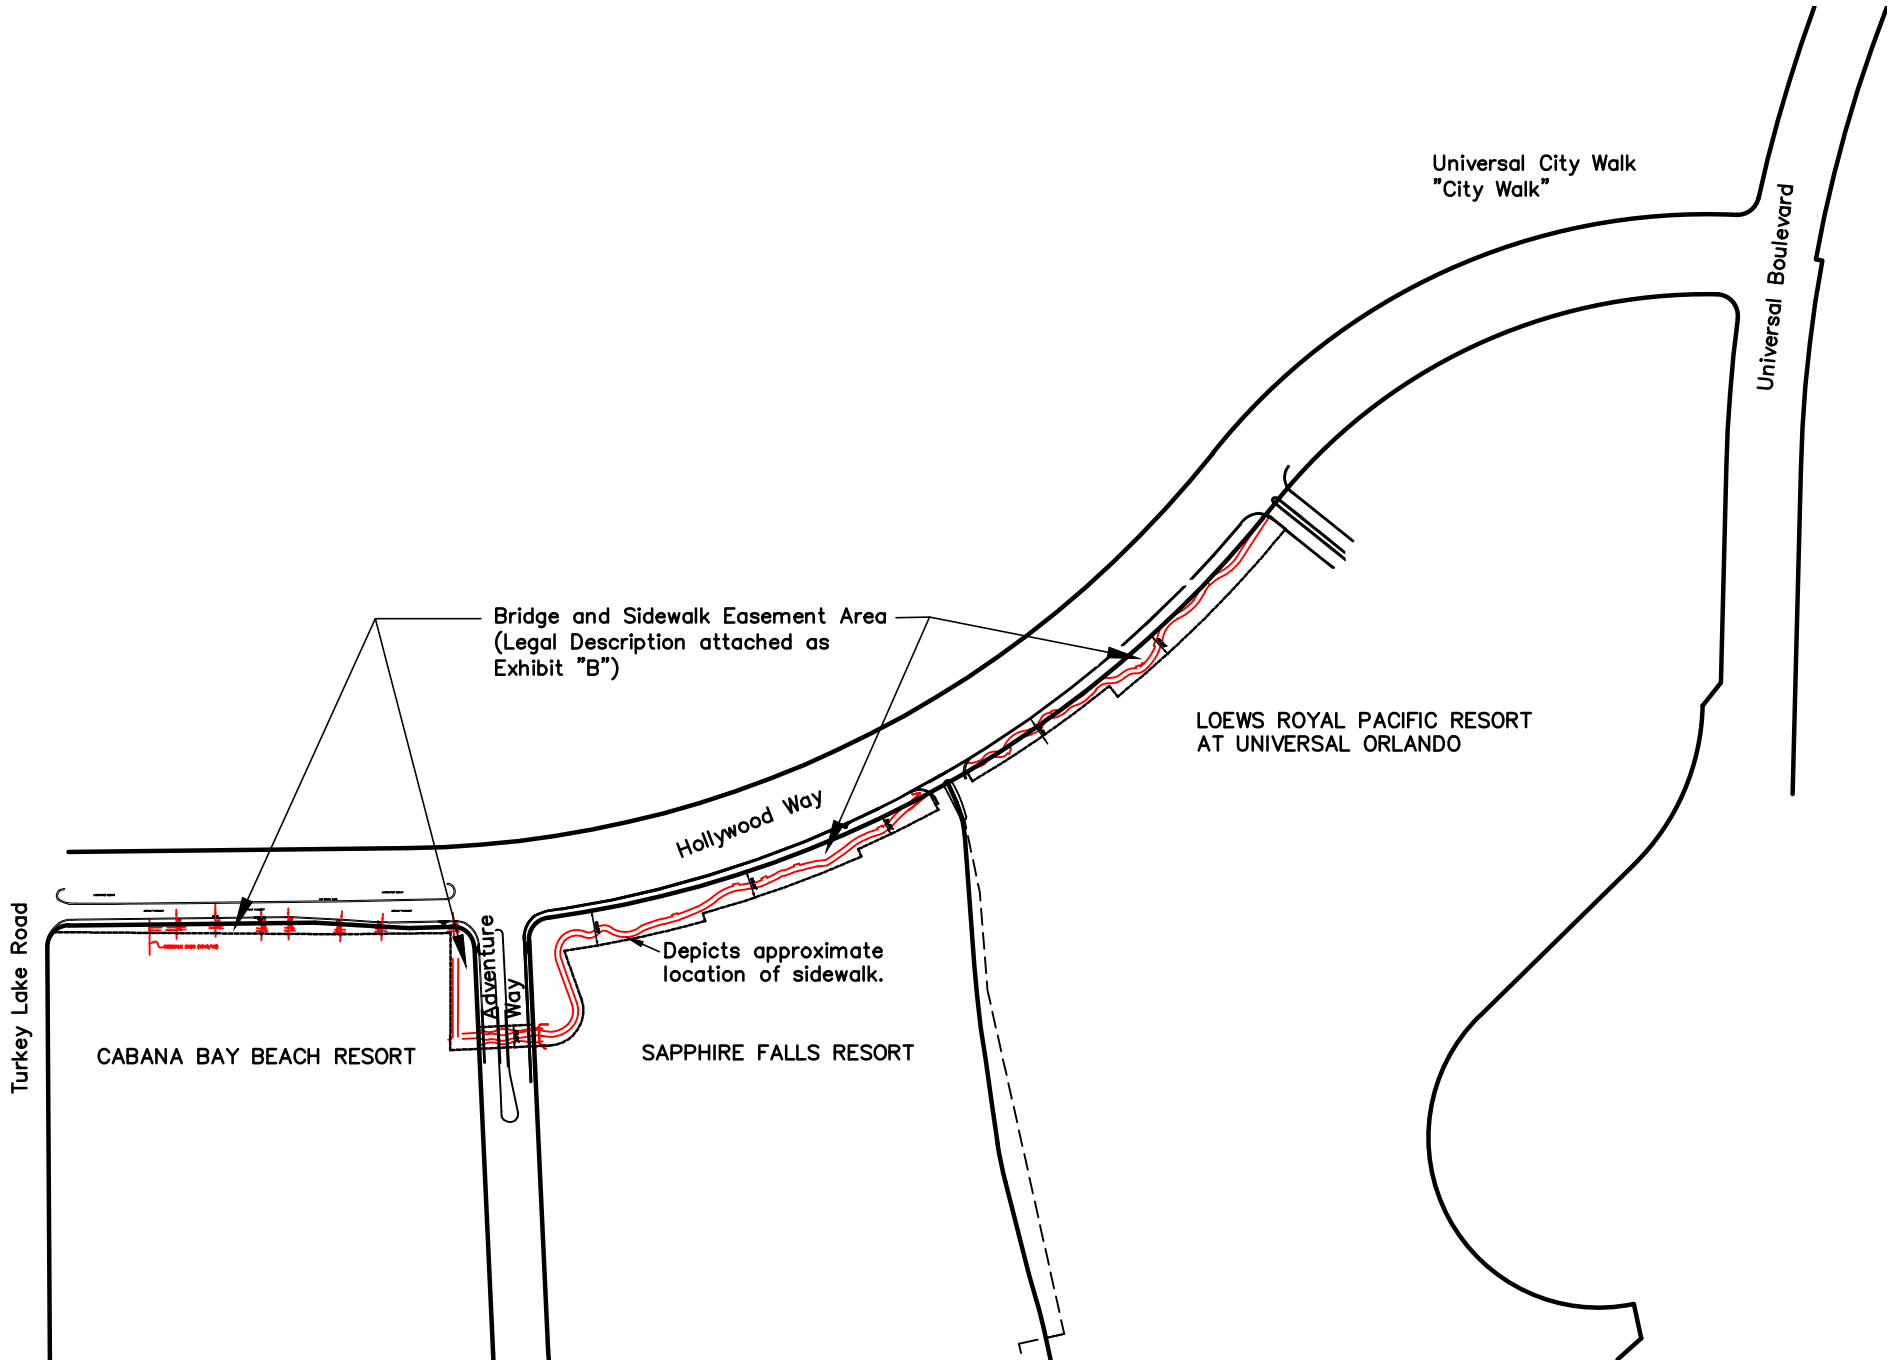 Universal City Walk
"City Walk"
Universal Boulevard
Bridge and Sidewalk Easement Area
(Legal Description attached as
Exhibit "B")
LOEWS ROYAL PACIFIC RESORT
AT UNIVERSAL ORLANDO
Hollywood Way
Turkey Lake Road
Adventure
Way
Depicts approximate
location of sidewalk.
CABANA BAY BEACH RESORT
SAPPHIRE FALLS RESORT